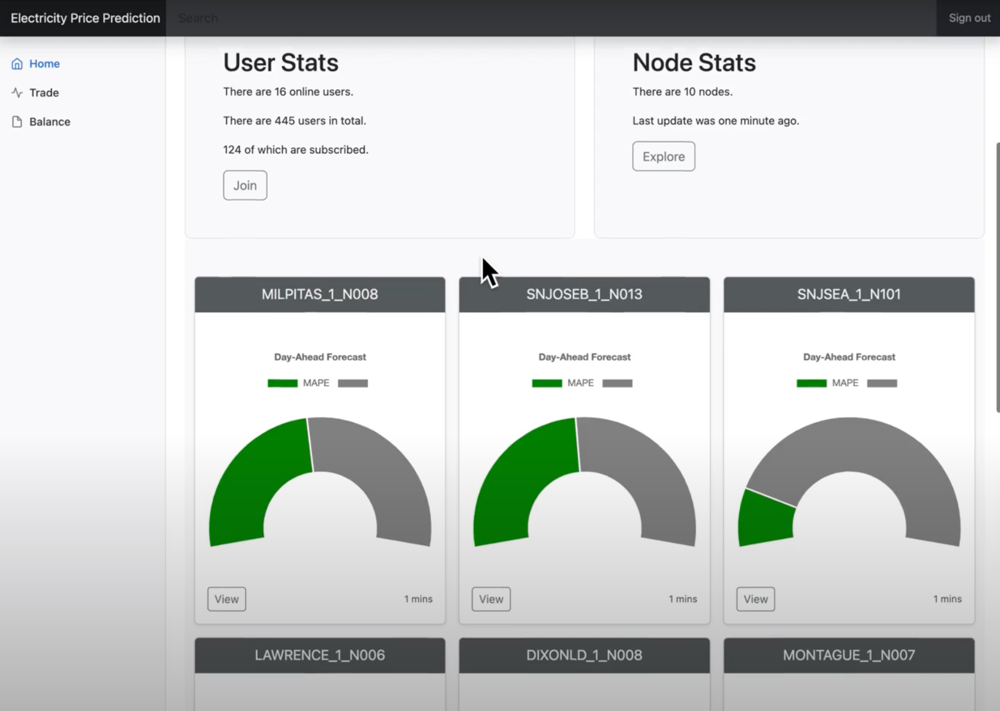 Electricity Price Prediction
Search
Sign out
Home
Trade
Balance
User Stats
There are 16 online users.
There are 445 users in total.
124 of which are subscribed.
Join
Node Stats
There are 10 nodes.
Last update was one minute ago.
Explore
MILPITAS_1_N008
Day-Ahead Forecast
MAPE
View
1 mins
SNJOSEB_1_N013
Day-Ahead Forecast
MAPE
View
1 mins
SNJSEA_1_N101
Day-Ahead Forecast
MAPE
View
1 mins
LAWRENCE_1_N006
DIXONLD_1_N008
MONTAGUE_1_N007